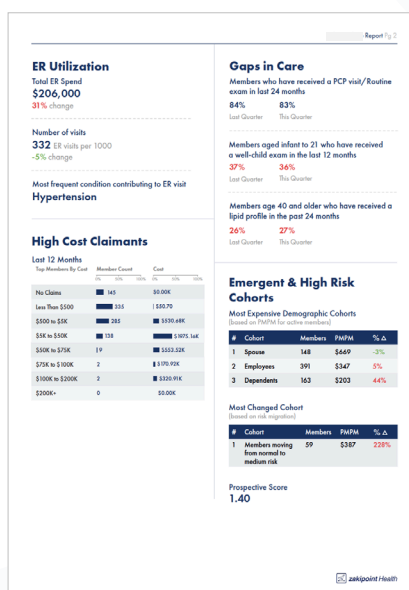 Report Pg 2
ER Utilization
Total ER Spend
$206,000
31% change
Number of visits
332 ER visits per 1000
-5% change
Most frequent condition contributing to ER visit
Hypertension
High Cost Claimants
Last 12 Months
Top Members By Cost Member Count Cost
0% 50% 100% 0% 50% 100%
No Claims 145 $0.00K
Less Than $500 335 $50.70
$500 to $5K 285 $530.68K
$5K to $50K 138 $1975.16K
$50K to $75K 9 $553.52K
$75K to $100K 2 $170.92K
$100K to $200K 2 $320.91K
$200K+ 0 $0.00K
Gaps in Care
Members who have received a PCP visit/Routine
exam in last 24 months
84% 83%
Last Quarter This Quarter
Members aged infant to 21 who have received
a well-child exam in the last 12 months
37% 36%
Last Quarter This Quarter
Members age 40 and older who have received a
lipid profile in the past 24 months
26% 27%
Last Quarter This Quarter
Emergent & High Risk
Cohorts
Most Expensive Demographic Cohorts
(based on PMPM for active members)
# Cohort Members PMPM % Δ
1 Spouse 148 $669 -3%
2 Employees 391 $347 5%
3 Dependents 163 $203 44%
Most Changed Cohort
(based on risk migration)
# Cohort Members PMPM % Δ
1 Members moving 59 $387 228%
from normal to
medium risk
Prospective Score
1.40
zakipoint Health